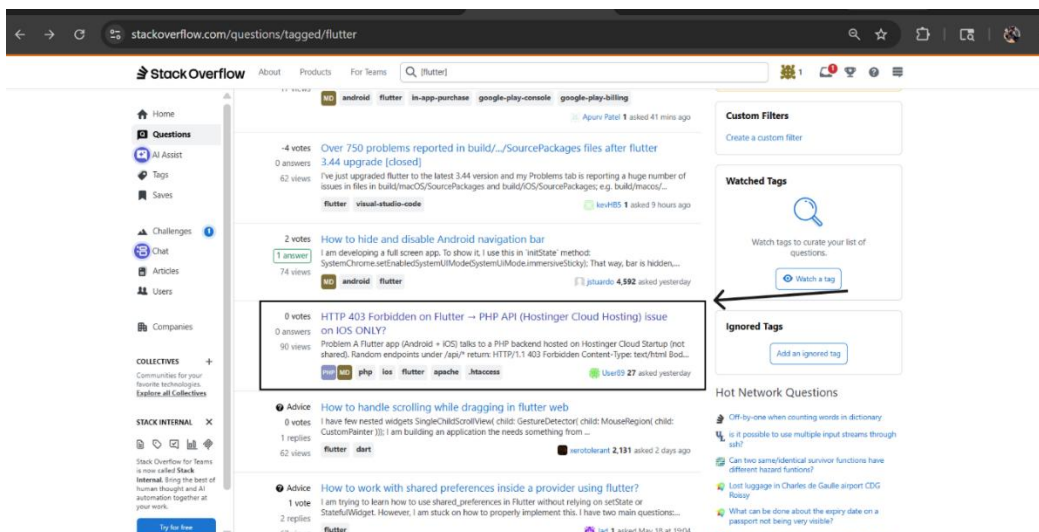 stackoverflow.com/questions/tagged/flutter
Stack Overflow
About
Products
For Teams
[flutter]
1
1
Home
Questions
AI Assist
Tags
Saves
Challenges 1
Chat
Articles
Users
Companies
COLLECTIVES +
Communities for your
favorite technologies.
Explore all Collectives
STACK INTERNAL X
Stack Overflow for Teams
is now called Stack
Internal. Bring the best of
human thought and AI
automation together at
your work.
Try for free
17 views
MD android flutter in-app-purchase google-play-console google-play-billing
Apurv Patel 1 asked 41 mins ago
-4 votes
0 answers
62 views
Over 750 problems reported in build/.../SourcePackages files after flutter
3.44 upgrade [closed]
I've just upgraded flutter to the latest 3.44 version and my Problems tab is reporting a huge number of
issues in files in build/macOS/SourcePackages and build/iOS/SourcePackages; e.g. build/macos/...
flutter visual-studio-code
kevHB5 1 asked 9 hours ago
2 votes
1 answer
74 views
How to hide and disable Android navigation bar
I am developing a full screen app. To show it, I use this in `initState` method:
SystemChrome.setEnabledSystemUIMode(SystemUiMode.immersiveSticky); That way, bar is hidden,...
MD android flutter
jstuardo 4,592 asked yesterday
0 votes
0 answers
90 views
HTTP 403 Forbidden on Flutter → PHP API (Hostinger Cloud Hosting) issue
on IOS ONLY?
Problem A Flutter app (Android + iOS) talks to a PHP backend hosted on Hostinger Cloud Startup (not
shared). Random endpoints under /api/* return: HTTP/1.1 403 Forbidden Content-Type: text/html Bod...
PHP MD php ios flutter apache .htaccess
User69 27 asked yesterday
Advice
0 votes
1 replies
62 views
How to handle scrolling while dragging in flutter web
I have few nested widgets SingleChildScrollView( child: GestureDetector( child: MouseRegion( child:
CustomPainter ))); I am building an application the needs something from ...
flutter dart
xerotolerant 2,131 asked 2 days ago
Advice
1 vote
2 replies
How to work with shared preferences inside a provider using flutter?
I am trying to learn how to use shared_preferences in Flutter without relying on setState or
StatefulWidget. However, I am stuck on how to properly implement this. I have two main questions:...
flutter
Jad 1 asked May 18 at 19:04
Custom Filters
Create a custom filter
Watched Tags
Watch tags to curate your list of
questions.
Watch a tag
Ignored Tags
Add an ignored tag
Hot Network Questions
Off-by-one when counting words in dictionary
is it possible to use multiple input streams through
ssh?
Can two same/identical survivor functions have
different hazard funtions?
Lost luggage in Charles de Gaulle airport CDG
Roissy
What can be done about the expiry date on a
passport not being very visible?